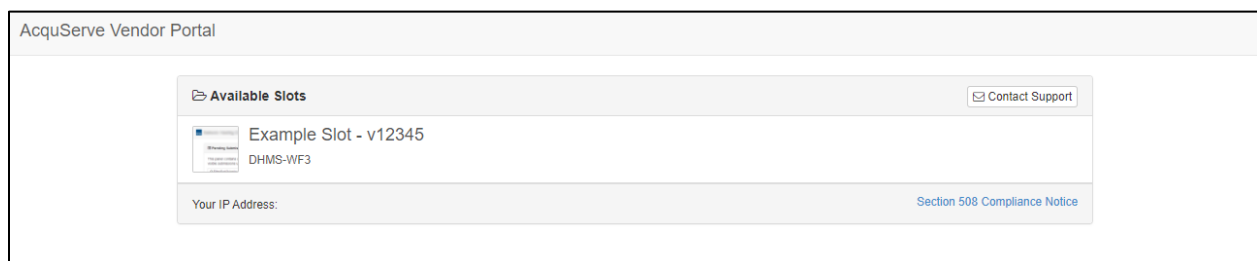 AcquServe Vendor Portal
Available Slots
Contact Support
Example Slot - v12345
DHMS-WF3
Your IP Address:
Section 508 Compliance Notice